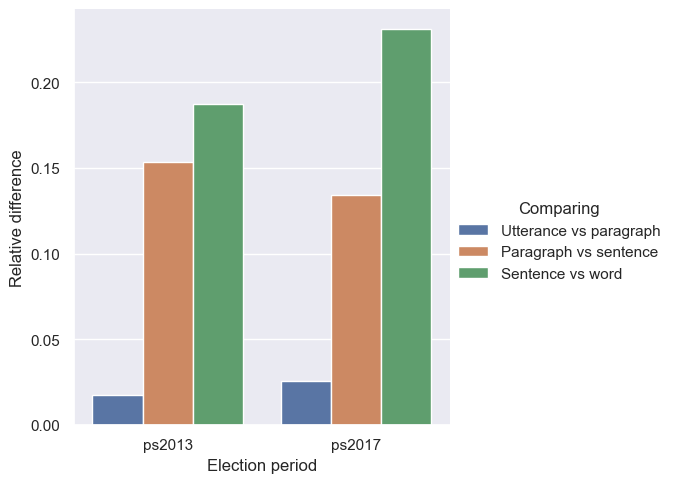 0.20
0.15
0.10
0.05
0.00
Relative difference
ps2013
ps2017
Election period
Comparing
Utterance vs paragraph
Paragraph vs sentence
Sentence vs word